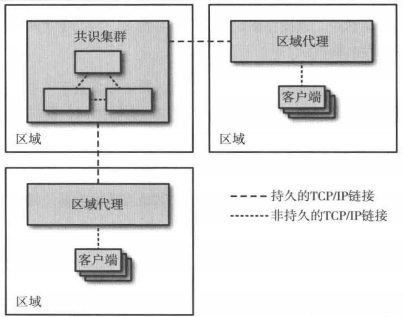 共识集群
区域
区域代理
客户端
区域
区域代理
客户端
区域
持久的TCP/IP链接
非持久的TCP/IP链接